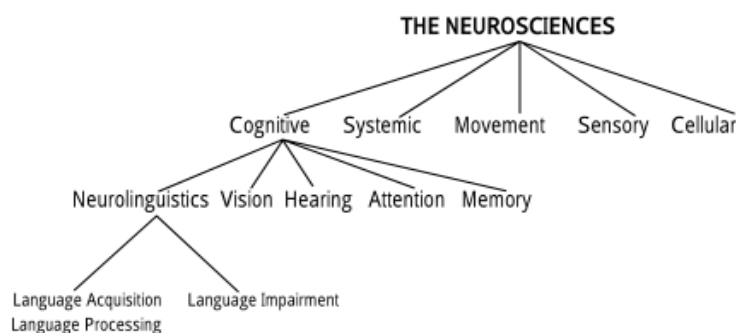 THE NEUROSCIENCES
Cognitive Systemic Movement Sensory Cellular
Neurolinguistics Vision Hearing Attention Memory
Language Acquisition Language Impairment
Language Processing